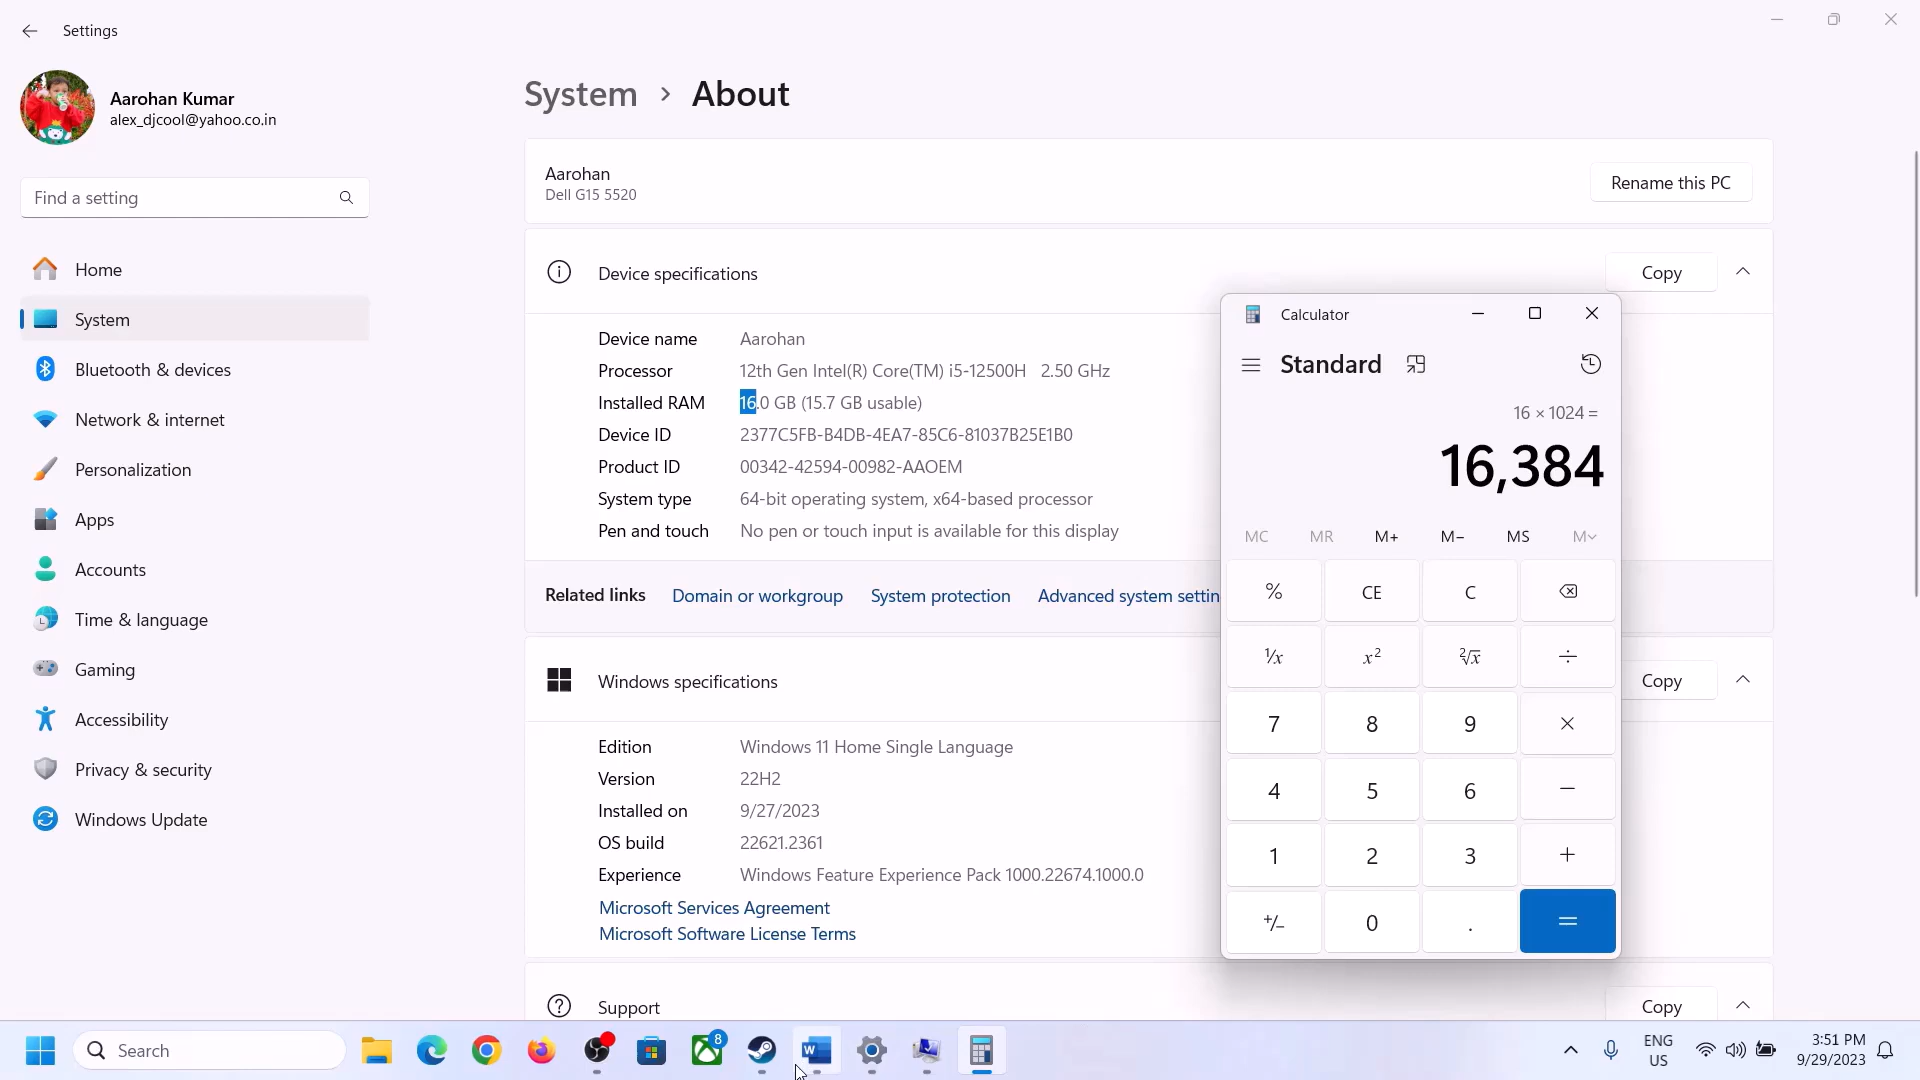 Settings
Aarohan Kumar
alex_djcool@yahoo.co.in
Find a setting
Home
System
Bluetooth & devices
Network & internet
Personalization
Apps
Accounts
Time & language
Gaming
Accessibility
Privacy & security
Windows Update
System > About
Aarohan
Dell G15 5520
Rename this PC
Device specifications
Copy
Device name Aarohan
Processor 12th Gen Intel(R) Core(TM) i5-12500H 2.50 GHz
Installed RAM 16.0 GB (15.7 GB usable)
Device ID 2377C5FB-B4DB-4EA7-85C6-81037B25E1B0
Product ID 00342-42594-00982-AAOEM
System type 64-bit operating system, x64-based processor
Pen and touch No pen or touch input is available for this display
Related links Domain or workgroup System protection Advanced system settin
Windows specifications
Copy
Edition Windows 11 Home Single Language
Version 22H2
Installed on 9/27/2023
OS build 22621.2361
Experience Windows Feature Experience Pack 1000.22674.1000.0
Microsoft Services Agreement
Microsoft Software License Terms
Support
Copy
Calculator
Standard
16 × 1024 =
16,384
MC MR M+ M− MS M
% CE C
⅟x x² ²√x ÷
7 8 9 ×
4 5 6 −
1 2 3 +
+/− 0 . =
Search
8
ENG
US
3:51 PM
9/29/2023